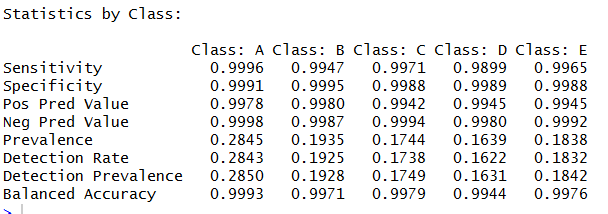 Statistics by Class:
Class: A Class: B Class: C Class: D Class: E
Sensitivity 0.9996 0.9947 0.9971 0.9899 0.9965
Specificity 0.9991 0.9995 0.9988 0.9989 0.9988
Pos Pred Value 0.9978 0.9980 0.9942 0.9945 0.9945
Neg Pred Value 0.9998 0.9987 0.9994 0.9980 0.9992
Prevalence 0.2845 0.1935 0.1744 0.1639 0.1838
Detection Rate 0.2843 0.1925 0.1738 0.1622 0.1832
Detection Prevalence 0.2850 0.1928 0.1749 0.1631 0.1842
Balanced Accuracy 0.9993 0.9971 0.9979 0.9944 0.9976
>